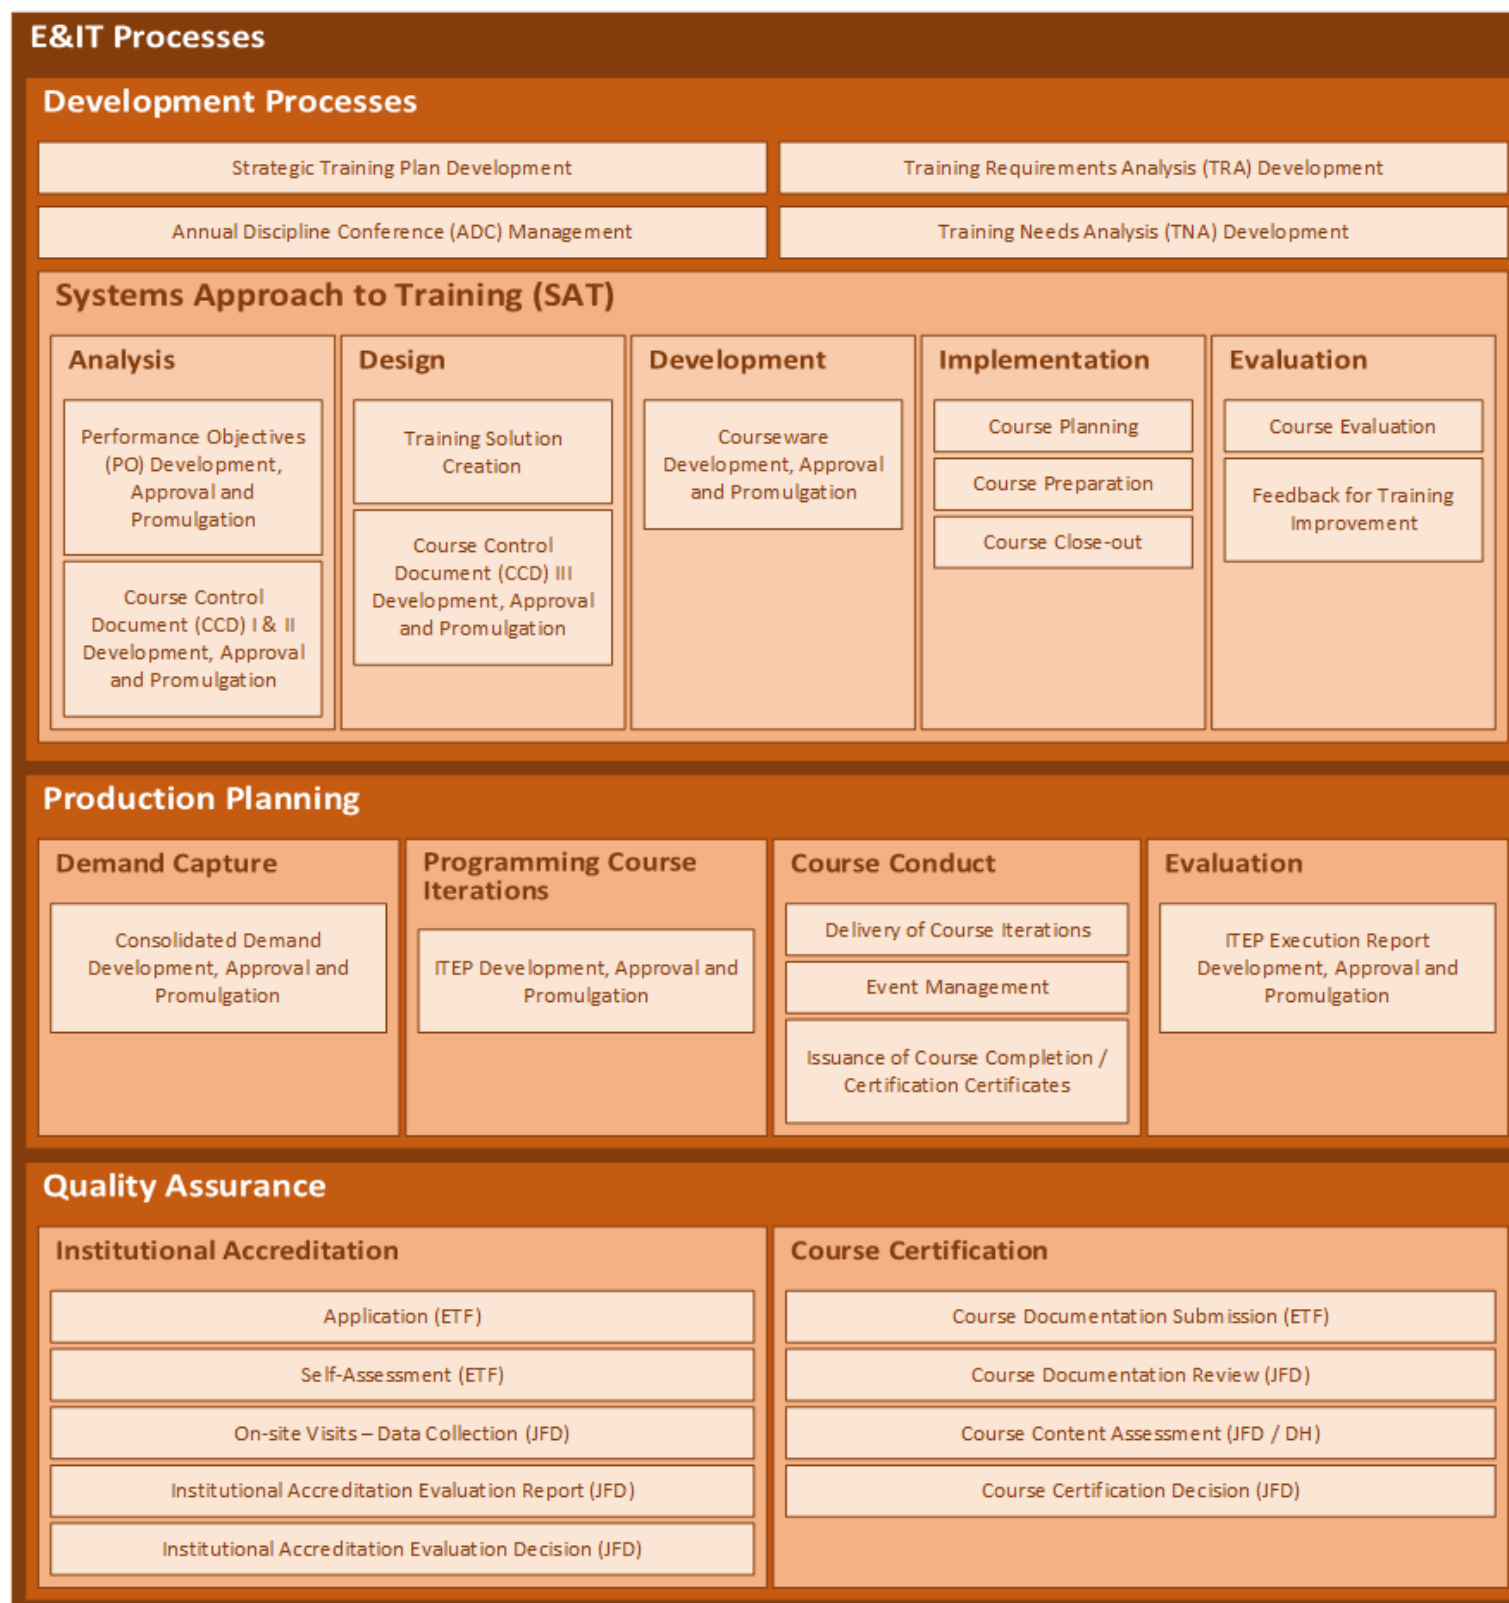 E&IT Processes
Development Processes
Strategic Training Plan Development
Training Requirements Analysis (TRA) Development
Annual Discipline Conference (ADC) Management
Training Needs Analysis (TNA) Development
Systems Approach to Training (SAT)
Analysis
Performance Objectives
(PO) Development,
Approval and
Promulgation
Course Control
Document (CCD) I & II
Development, Approval
and Promulgation
Design
Training Solution
Creation
Course Control
Document (CCD) III
Development, Approval
and Promulgation
Development
Courseware
Development, Approval
and Promulgation
Implementation
Course Planning
Course Preparation
Course Close-out
Evaluation
Course Evaluation
Feedback for Training
Improvement
Production Planning
Demand Capture
Consolidated Demand
Development, Approval and
Promulgation
Programming Course
Iterations
ITEP Development, Approval and
Promulgation
Course Conduct
Delivery of Course Iterations
Event Management
Issuance of Course Completion /
Certification Certificates
Evaluation
ITEP Execution Report
Development, Approval and
Promulgation
Quality Assurance
Institutional Accreditation
Application (ETF)
Self-Assessment (ETF)
On-site Visits – Data Collection (JFD)
Institutional Accreditation Evaluation Report (JFD)
Institutional Accreditation Evaluation Decision (JFD)
Course Certification
Course Documentation Submission (ETF)
Course Documentation Review (JFD)
Course Content Assessment (JFD / DH)
Course Certification Decision (JFD)